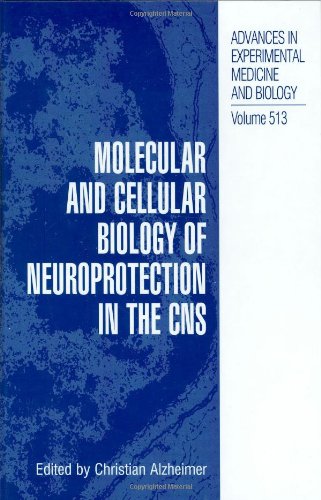 ADVANCES IN
EXPERIMENTAL
MEDICINE
AND BIOLOGY
Volume 513
MOLECULAR
AND CELLULAR
BIOLOGY OF
NEUROPROTECTION
IN THE CNS
Edited by Christian Alzheimer